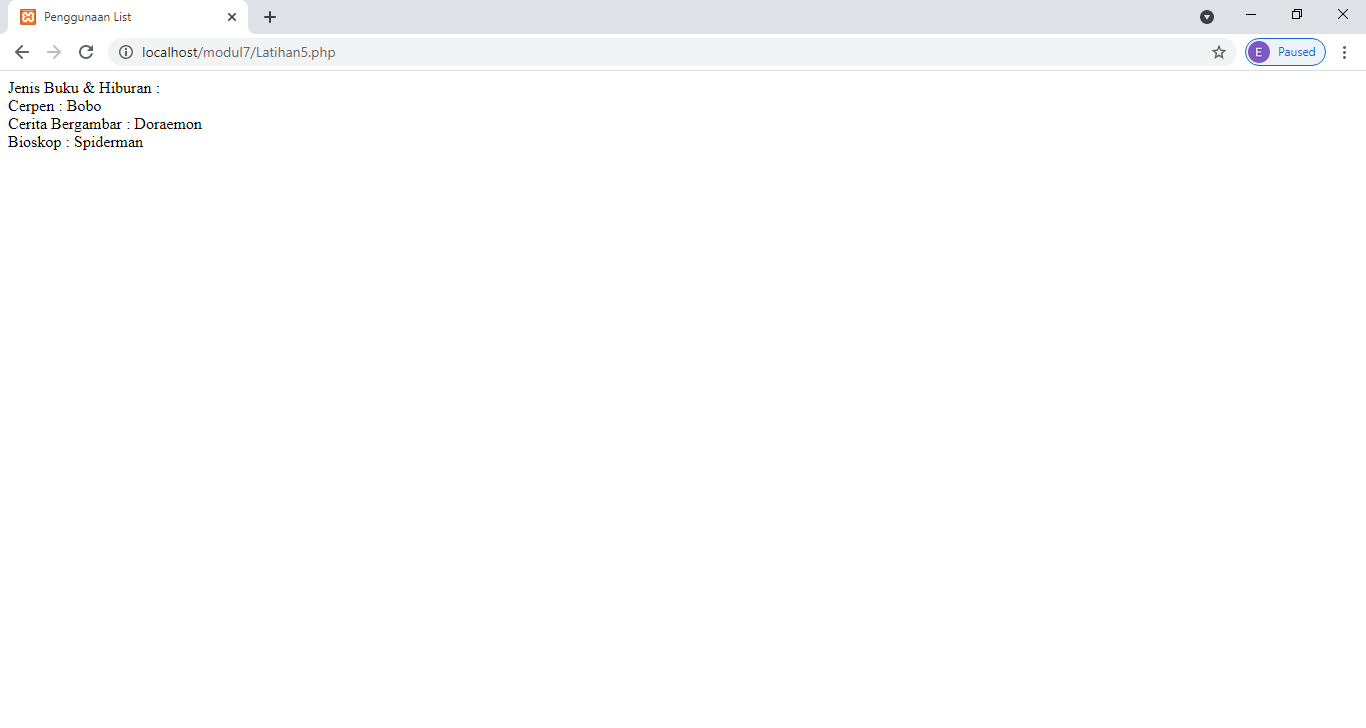 Penggunaan List
localhost/modul7/Latihan5.php
E Paused
Jenis Buku & Hiburan :
Cerpen : Bobo
Cerita Bergambar : Doraemon
Bioskop : Spiderman